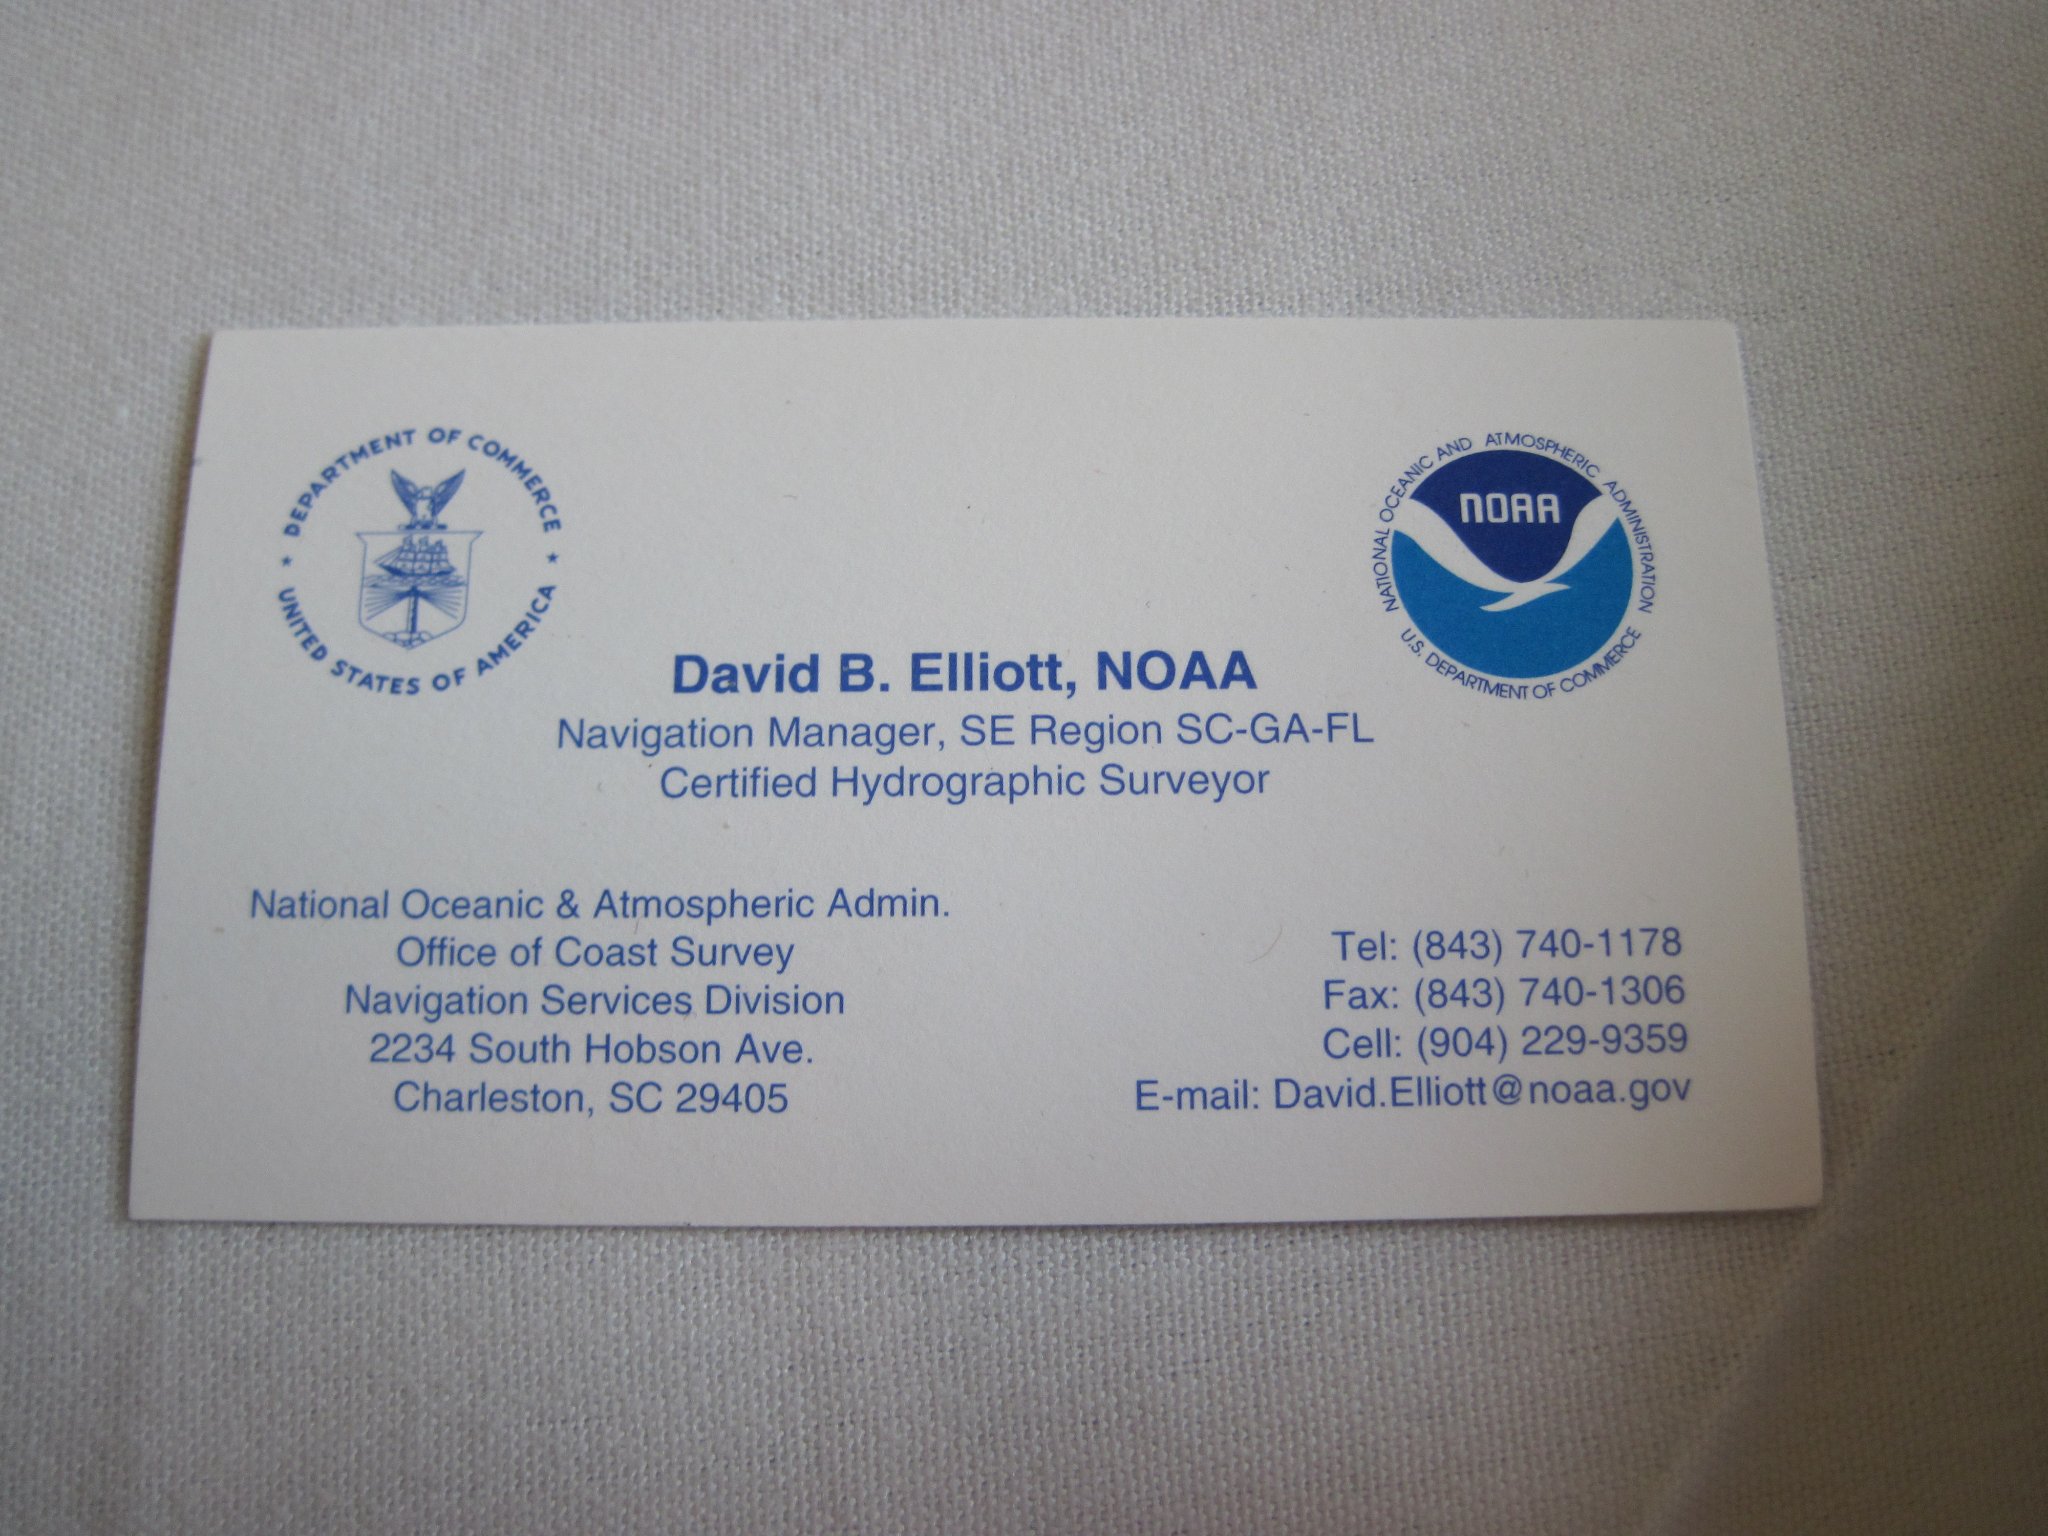 DEPARTMENT OF COMMERCE
UNITED STATES OF AMERICA
NATIONAL OCEANIC AND ATMOSPHERIC ADMINISTRATION
NOAA
U.S. DEPARTMENT OF COMMERCE
David B. Elliott, NOAA
Navigation Manager, SE Region SC-GA-FL
Certified Hydrographic Surveyor
National Oceanic & Atmospheric Admin.
Office of Coast Survey
Navigation Services Division
2234 South Hobson Ave.
Charleston, SC 29405
Tel: (843) 740-1178
Fax: (843) 740-1306
Cell: (904) 229-9359
E-mail: David.Elliott@noaa.gov